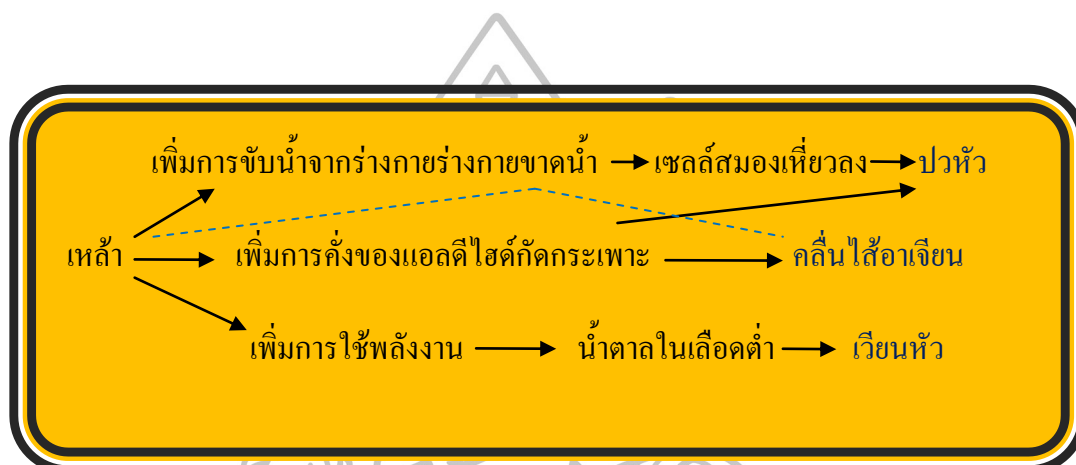 เพิ่มการขับน้ำจากร่างกายร่างกายขาดน้ำ เซลล์สมองเหี่ยวลง ปวหัว
เหล้า เพิ่มการคั่งของแอลดีไฮด์กัดกระเพาะ คลื่นไส้อาเจียน
เพิ่มการใช้พลังงาน น้ำตาลในเลือดต่ำ เวียนหัว